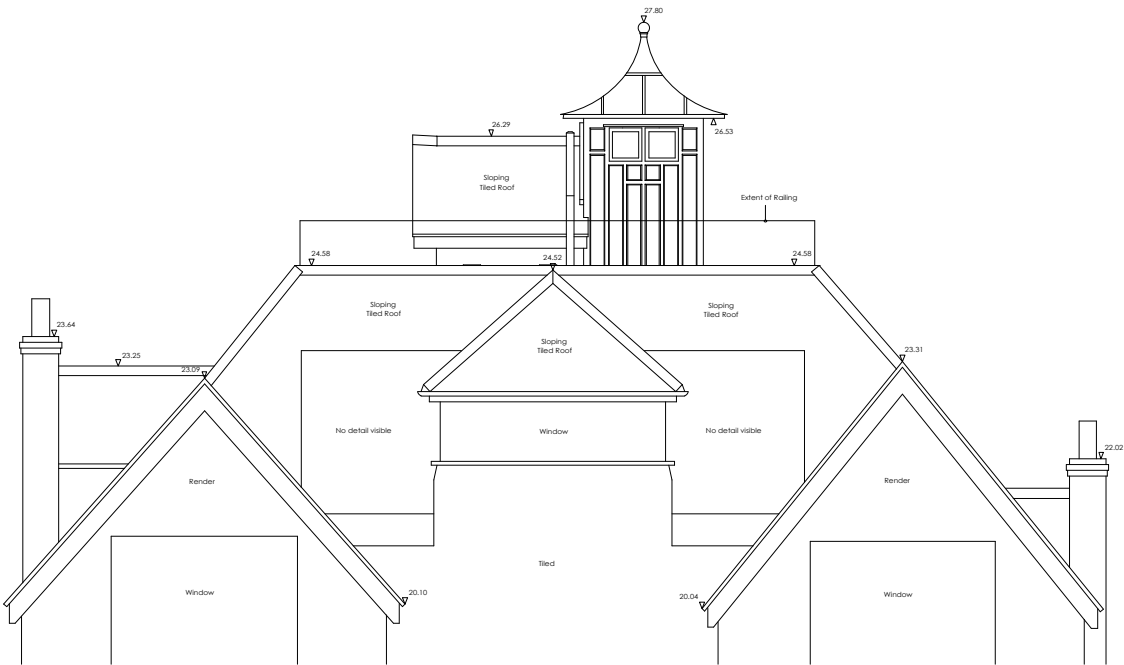 27.80
26.29
26.53
Sloping
Tiled Roof
Extent of Railing
24.58
24.52
24.58
Sloping
Tiled Roof
Sloping
Tiled Roof
23.64
Sloping
Tiled Roof
23.25
23.09
23.31
No detail visible
Window
No detail visible
22.02
Render
Render
Tiled
Window
20.10
20.04
Window